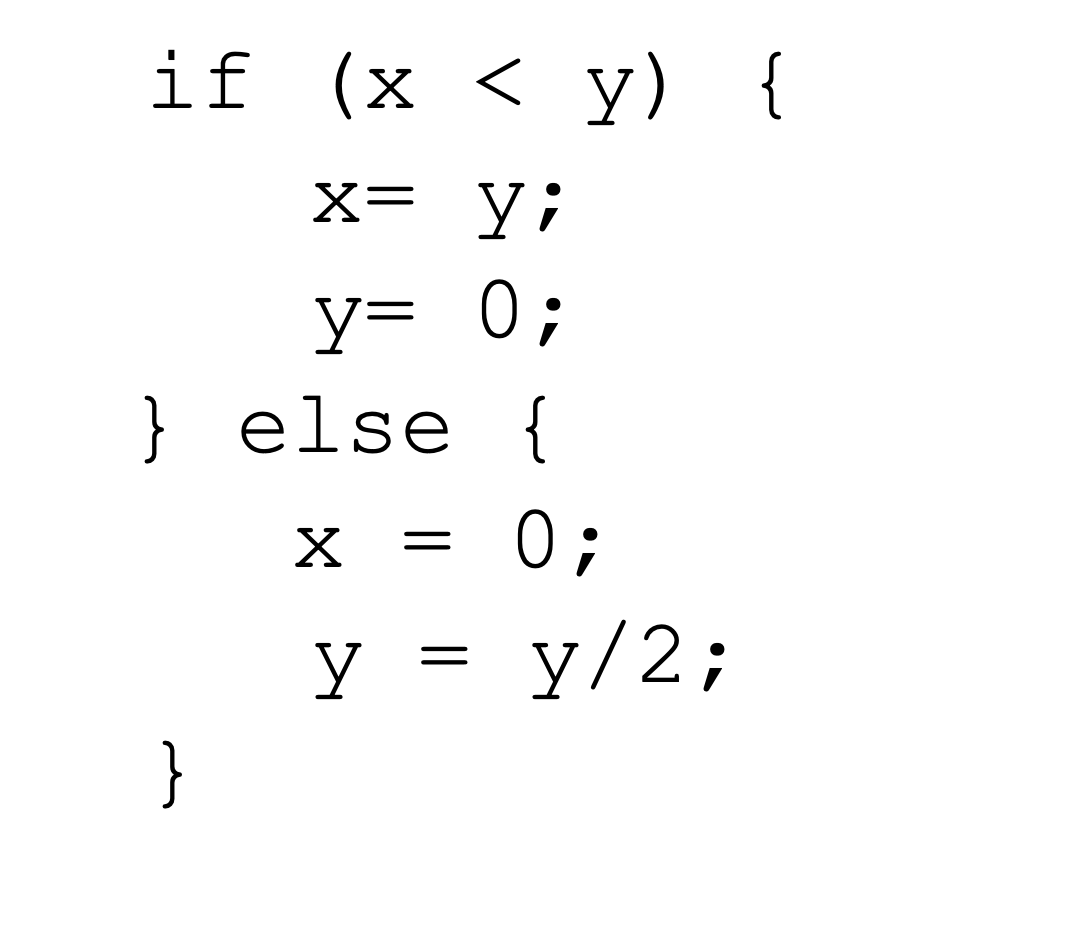 if (x < y) {
    x= y;
    y= 0;
} else {
    x = 0;
    y = y/2;
}